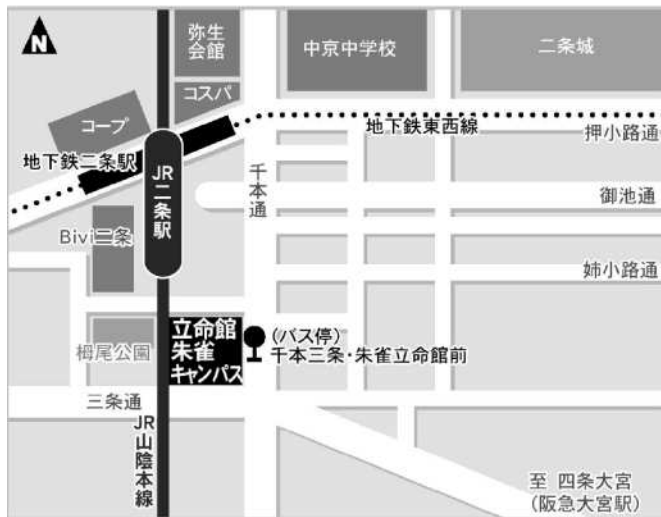 N
弥生
会館
中京中学校
二条城
コスパ
コープ
地下鉄東西線
押小路通
地下鉄二条駅
JR二条駅
千本通
御池通
Bivi二条
姉小路通
立命館
朱雀
キャンパス
(バス停)
千本三条・朱雀立命館前
栂尾公園
三条通
JR山陰本線
至 四条大宮
(阪急大宮駅)